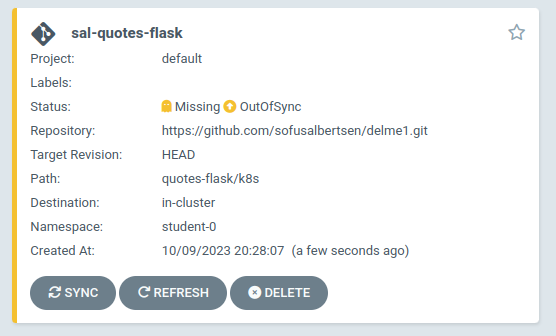 sal-quotes-flask
Project: default
Labels:
Status: Missing OutOfSync
Repository: https://github.com/sofusalbertsen/delme1.git
Target Revision: HEAD
Path: quotes-flask/k8s
Destination: in-cluster
Namespace: student-0
Created At: 10/09/2023 20:28:07 (a few seconds ago)
SYNC REFRESH DELETE